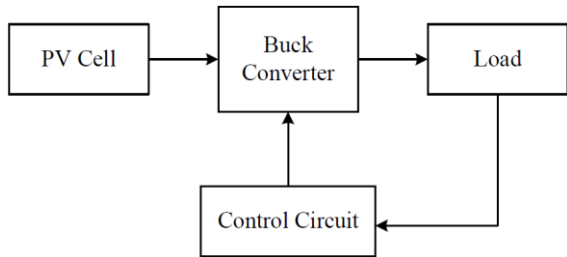 PV Cell
Buck
Converter
Load
Control Circuit